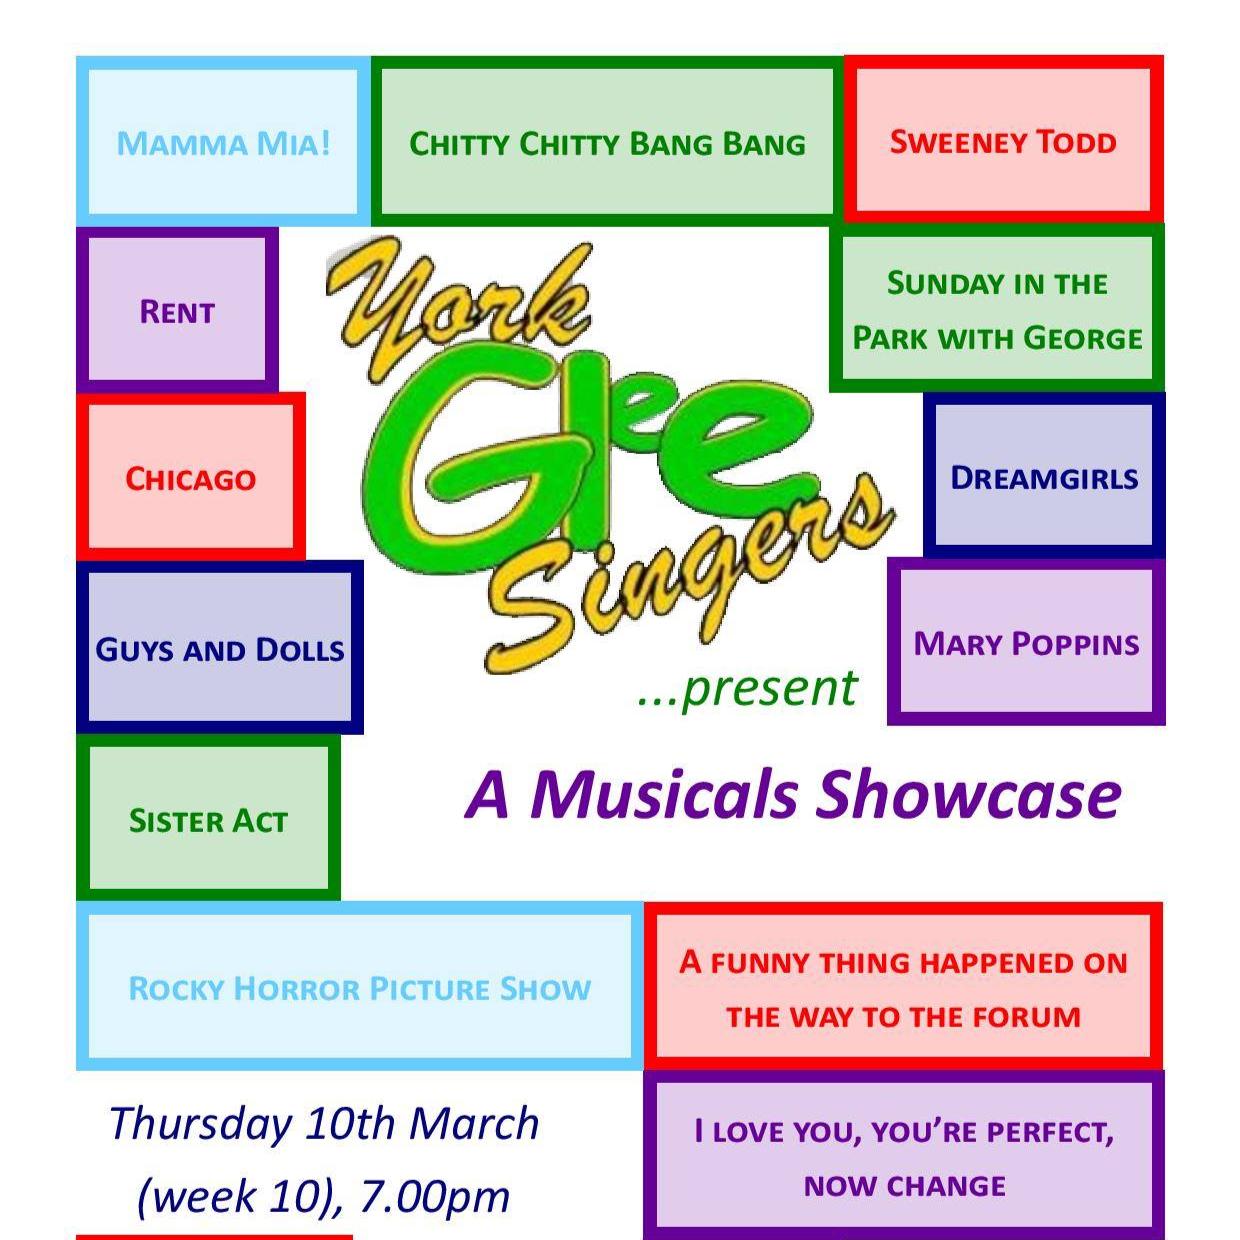 Mamma Mia!
Chitty Chitty Bang Bang
Sweeney Todd
Rent
York
Glee
Singers
Sunday in the
Park with George
Chicago
Dreamgirls
Guys and Dolls
Mary Poppins
...present
A Musicals Showcase
Sister Act
Rocky Horror Picture Show
A funny thing happened on
the way to the forum
Thursday 10th March
(week 10), 7.00pm
I love you, you’re perfect,
now change